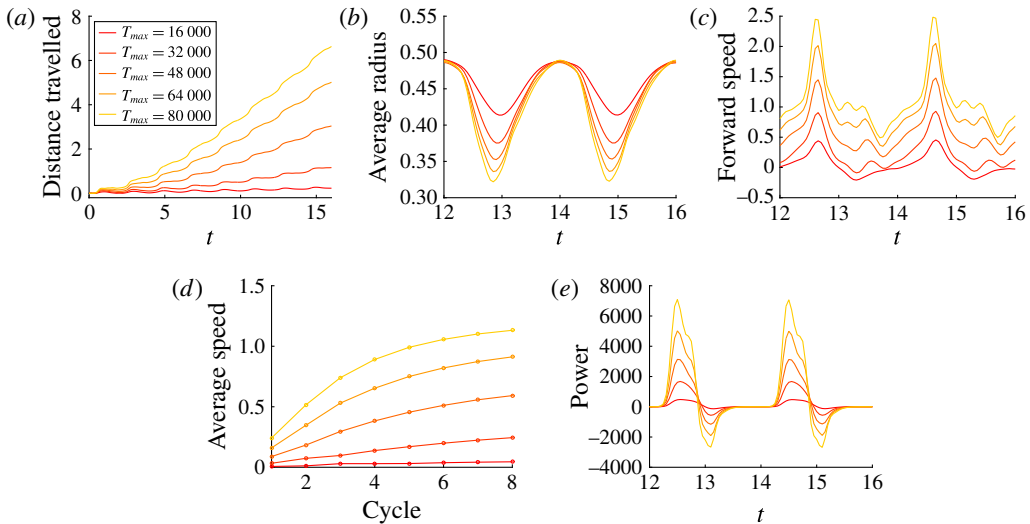 (a)
8
6
4
2
0
Distance travelled
T_max = 16 000
T_max = 32 000
T_max = 48 000
T_max = 64 000
T_max = 80 000
0 5 10 15
t
(b)
0.55
0.50
0.45
0.40
0.35
0.30
Average radius
12 13 14 15 16
t
(c)
2.5
2.0
1.5
1.0
0.5
0
−0.5
Forward speed
12 13 14 15 16
t
(d)
1.5
1.0
0.5
0
Average speed
2 4 6 8
Cycle
(e)
8000
6000
4000
2000
0
−2000
−4000
Power
12 13 14 15 16
t